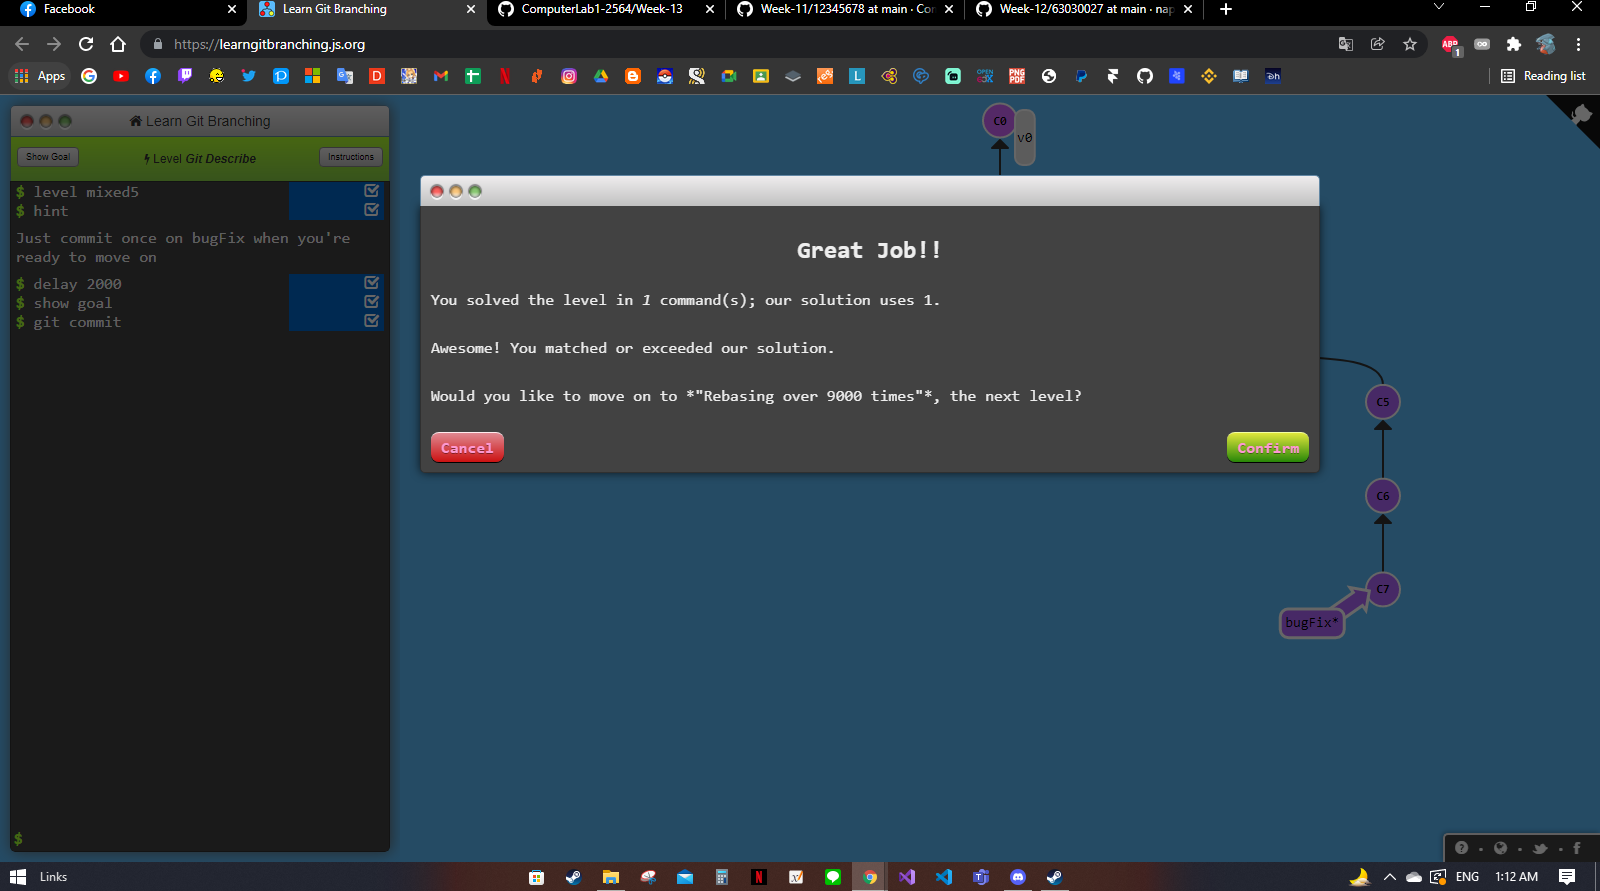 Facebook
Learn Git Branching
ComputerLab1-2564/Week-13
Week-11/12345678 at main · Co
Week-12/63030027 at main · nap
https://learngitbranching.js.org
ABP
1
Apps
Reading list
Learn Git Branching
Show Goal
Level Git Describe
Instructions
$ level mixed5
$ hint
Just commit once on bugFix when you're
ready to move on
$ delay 2000
$ show goal
$ git commit
$
C0
v0
Great Job!!
You solved the level in 1 command(s); our solution uses 1.
Awesome! You matched or exceeded our solution.
Would you like to move on to *"Rebasing over 9000 times"*, the next level?
Cancel
Confirm
C5
C6
C7
bugFix*
Links
ENG
1:12 AM